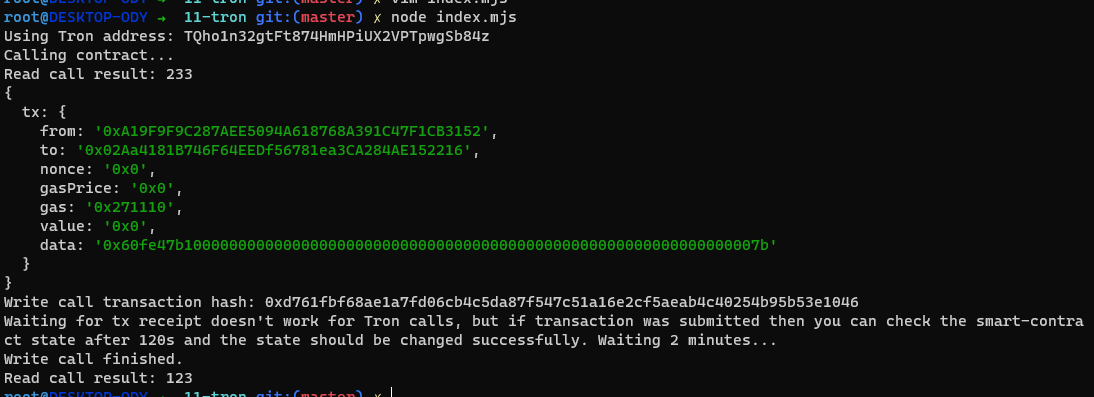 root@DESKTOP-ODY → 11-tron git:(master) ✗ vim index.mjs
root@DESKTOP-ODY → 11-tron git:(master) ✗ node index.mjs
Using Tron address: TQho1n32gtFt874HmHPiUX2VPTpwgSb84z
Calling contract...
Read call result: 233
{
  tx: {
    from: '0xA19F9F9C287AEE5094A618768A391C47F1CB3152',
    to: '0x02Aa4181B746F64EEDf56781ea3CA284AE152216',
    nonce: '0x0',
    gasPrice: '0x0',
    gas: '0x271110',
    value: '0x0',
    data: '0x60fe47b1000000000000000000000000000000000000000000000000000000000000007b'
  }
}
Write call transaction hash: 0xd761fbf68ae1a7fd06cb4c5da87f547c51a16e2cf5aeab4c40254b95b53e1046
Waiting for tx receipt doesn't work for Tron calls, but if transaction was submitted then you can check the smart-contra
ct state after 120s and the state should be changed successfully. Waiting 2 minutes...
Write call finished.
Read call result: 123
root@DESKTOP-ODY → 11-tron git:(master) ✗